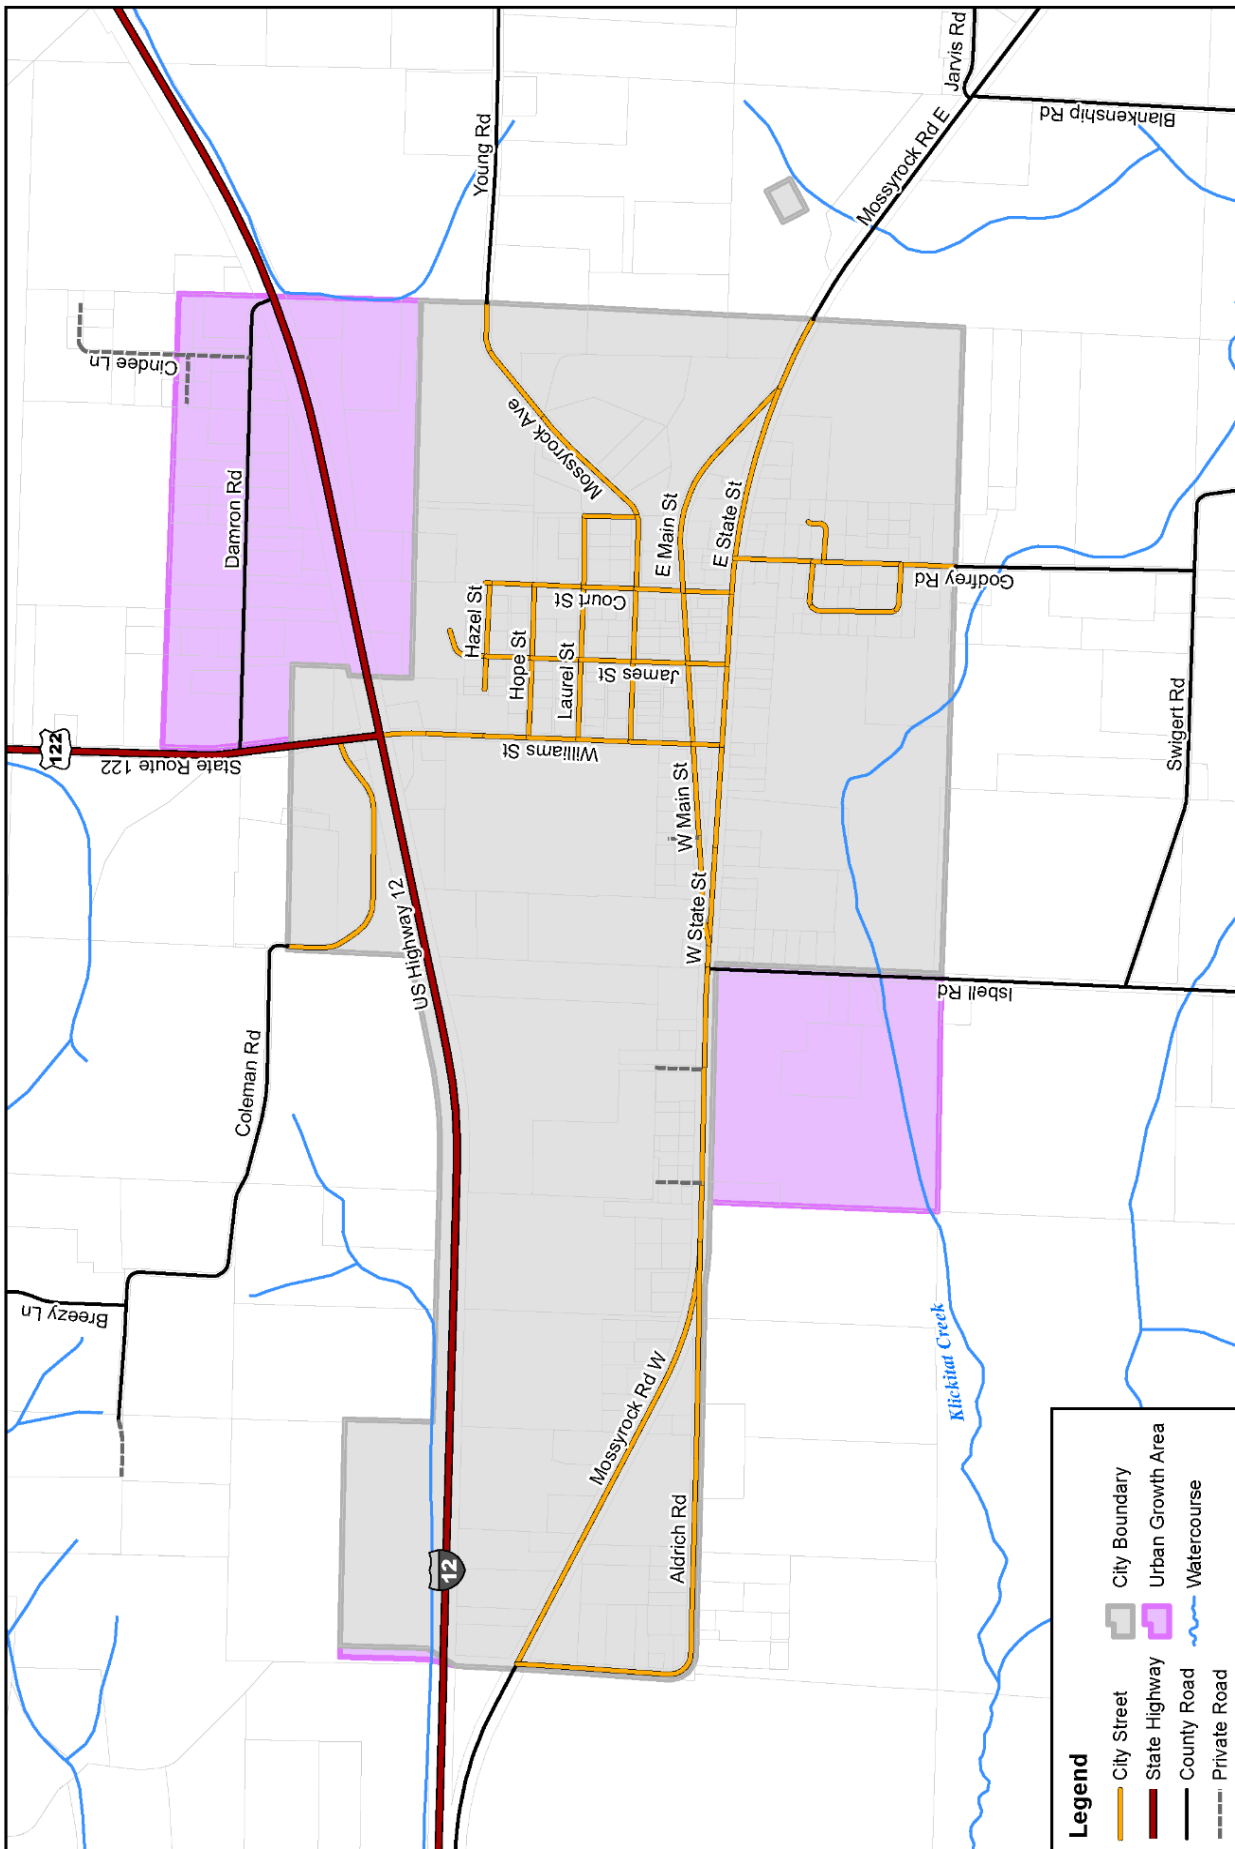 Jarvis Rd
Blankenship Rd
Mossyrock Rd E
Young Rd
Cindee Ln
Damron Rd
Mossyrock Ave
E Main St
E State St
Godfrey Rd
Hazel St
Hope St
Laurel St
Court St
James St
Williams St
122
State Route 122
W Main St
W State St
Swigert Rd
US Highway 12
Isbell Rd
Coleman Rd
Breezy Ln
Mossyrock Rd W
Aldrich Rd
12
Klickitat Creek
Legend
City Street
State Highway
County Road
Private Road
City Boundary
Urban Growth Area
Watercourse